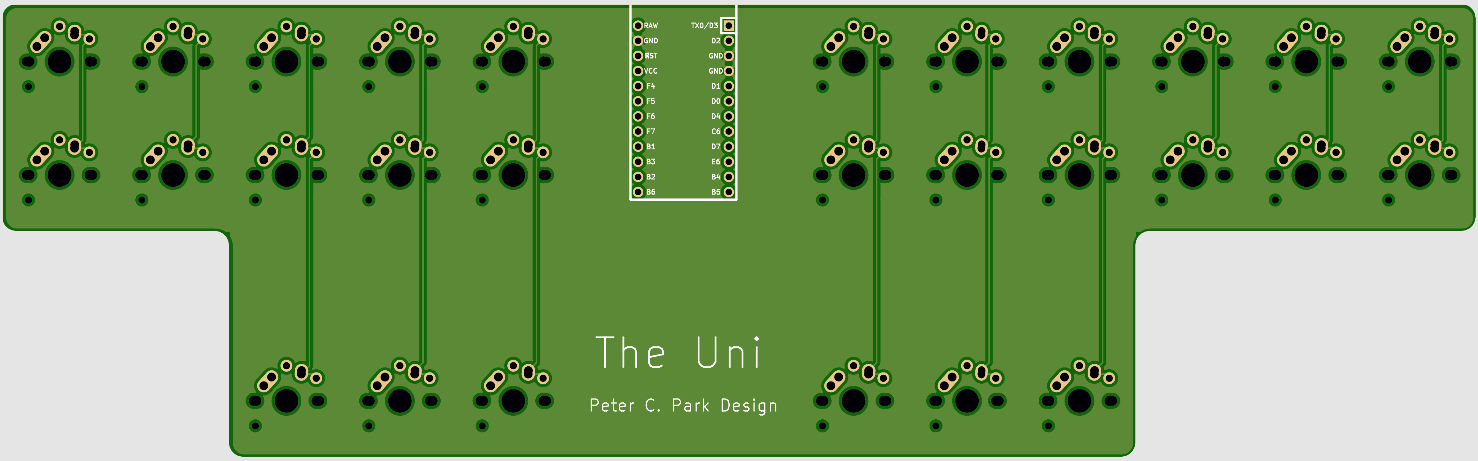 RAW TXD/D3
GND D2
RST GND
VCC GND
F4 D1
F5 D0
F6 D4
F7 C6
B1 D7
B3 E6
B2 B4
B6 B5
The Uni
Peter C. Park Design